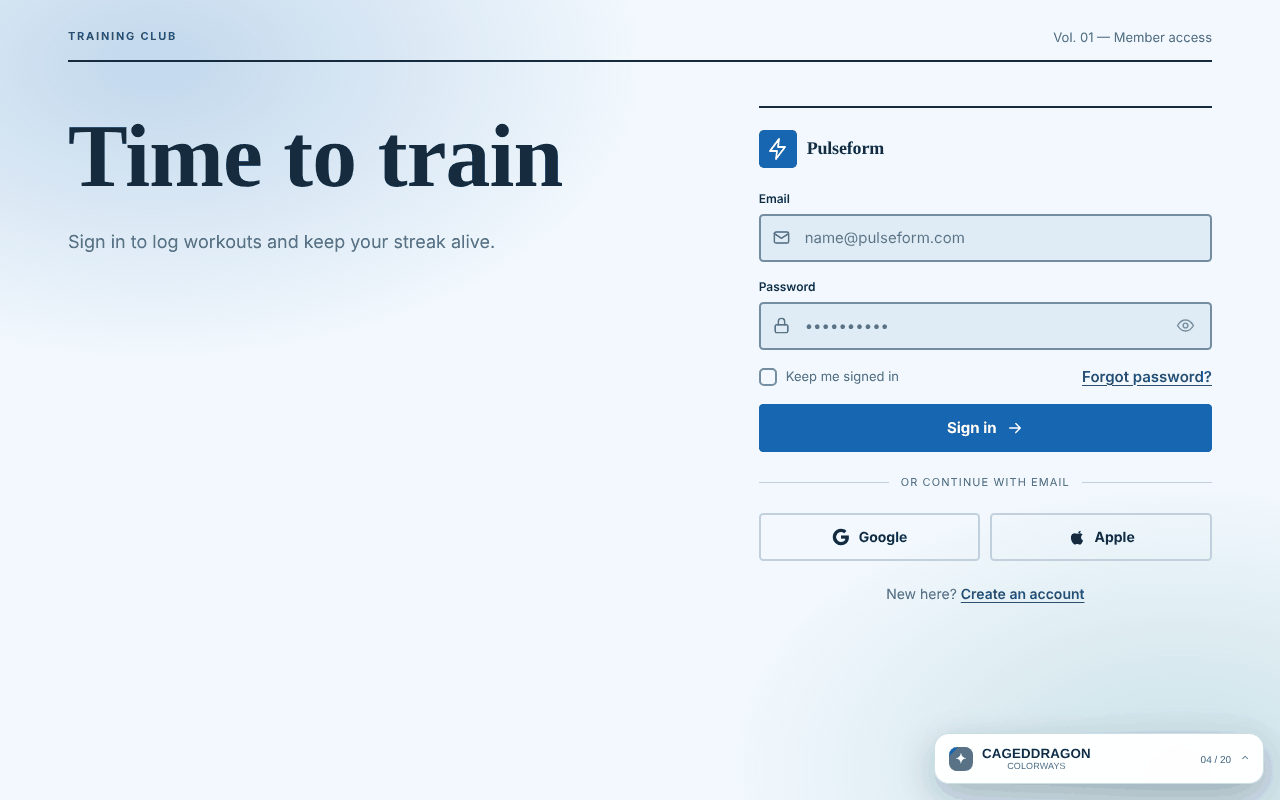 TRAINING CLUB
Vol. 01 — Member access
Time to train
Sign in to log workouts and keep your streak alive.
Pulseform
Email
name@pulseform.com
Password
••••••••••
Keep me signed in
Forgot password?
Sign in →
OR CONTINUE WITH EMAIL
Google
Apple
New here? Create an account
CAGEDDRAGON
COLORWAYS
04 / 20